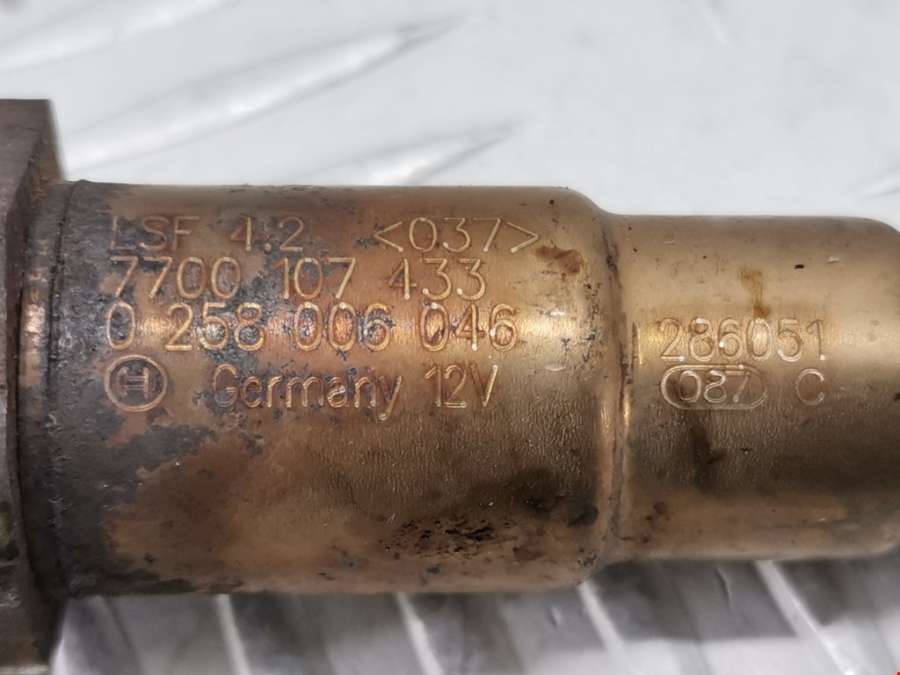 LSF 4.2 <037>
7700 107 433
0 258 006 046
H Germany 12V
286051
087 C